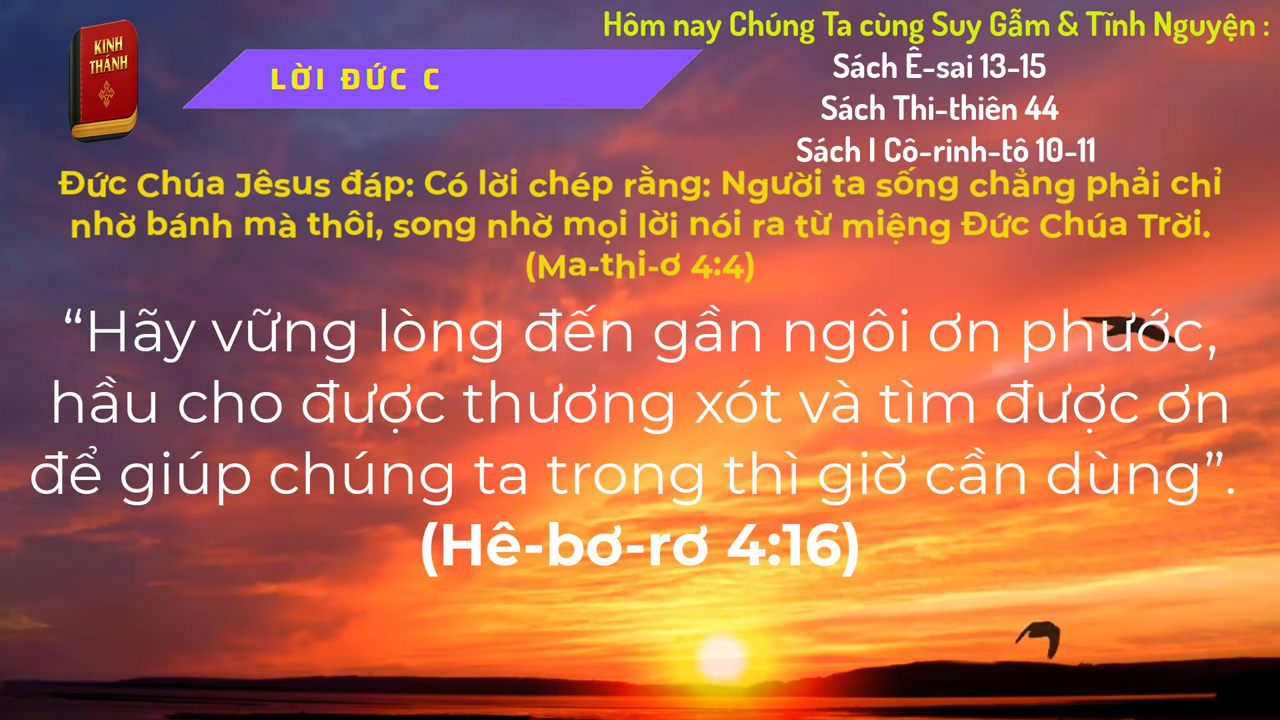 KINH
THÁNH
LỜI ĐỨC C
Hôm nay Chúng Ta cùng Suy Gẫm & Tĩnh Nguyện :
Sách Ê-sai 13-15
Sách Thi-thiên 44
Sách I Cô-rinh-tô 10-11
Đức Chúa Jêsus đáp: Có lời chép rằng: Người ta sống chẳng phải chỉ
nhờ bánh mà thôi, song nhờ mọi lời nói ra từ miệng Đức Chúa Trời.
(Ma-thi-ơ 4:4)
“Hãy vững lòng đến gần ngôi ơn phước,
hầu cho được thương xót và tìm được ơn
để giúp chúng ta trong thì giờ cần dùng”.
(Hê-bơ-rơ 4:16)